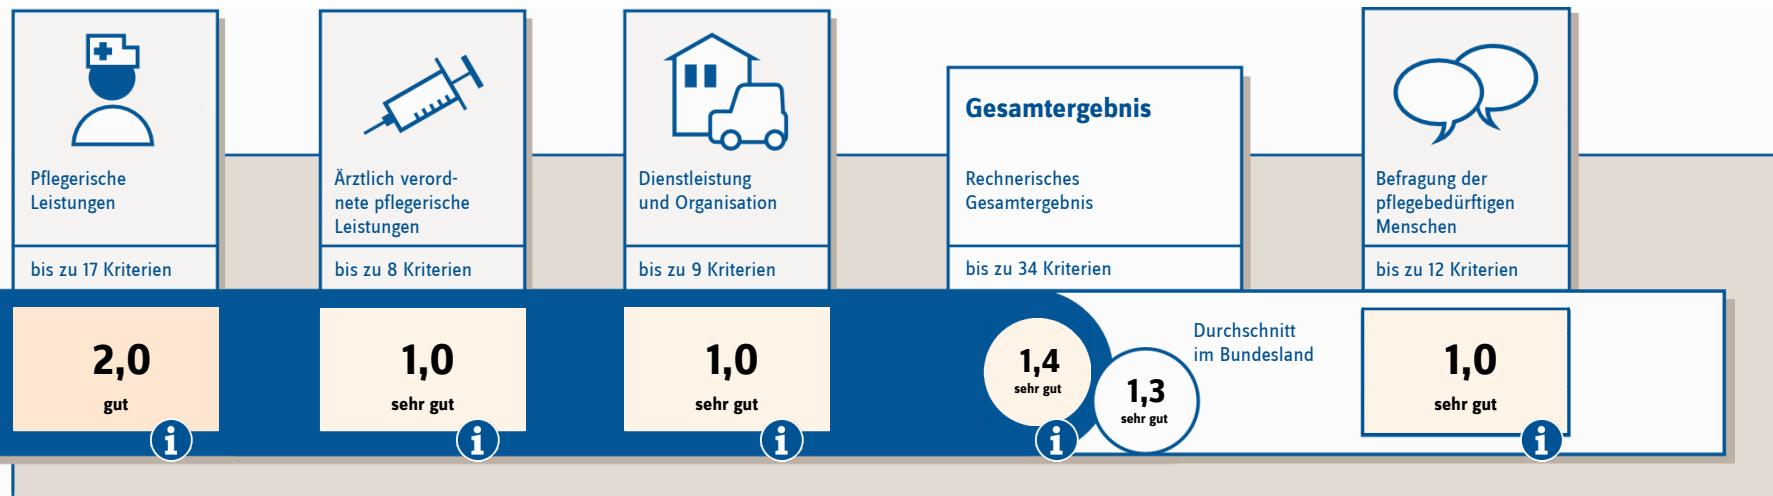 Pflegerische
Leistungen
bis zu 17 Kriterien
2,0
gut
i
Ärztlich verord-
nete pflegerische
Leistungen
bis zu 8 Kriterien
1,0
sehr gut
i
Dienstleistung
und Organisation
bis zu 9 Kriterien
1,0
sehr gut
i
Gesamtergebnis
Rechnerisches
Gesamtergebnis
bis zu 34 Kriterien
1,4
sehr gut
i
1,3
sehr gut
Durchschnitt
im Bundesland
Befragung der
pflegebedürftigen
Menschen
bis zu 12 Kriterien
1,0
sehr gut
i